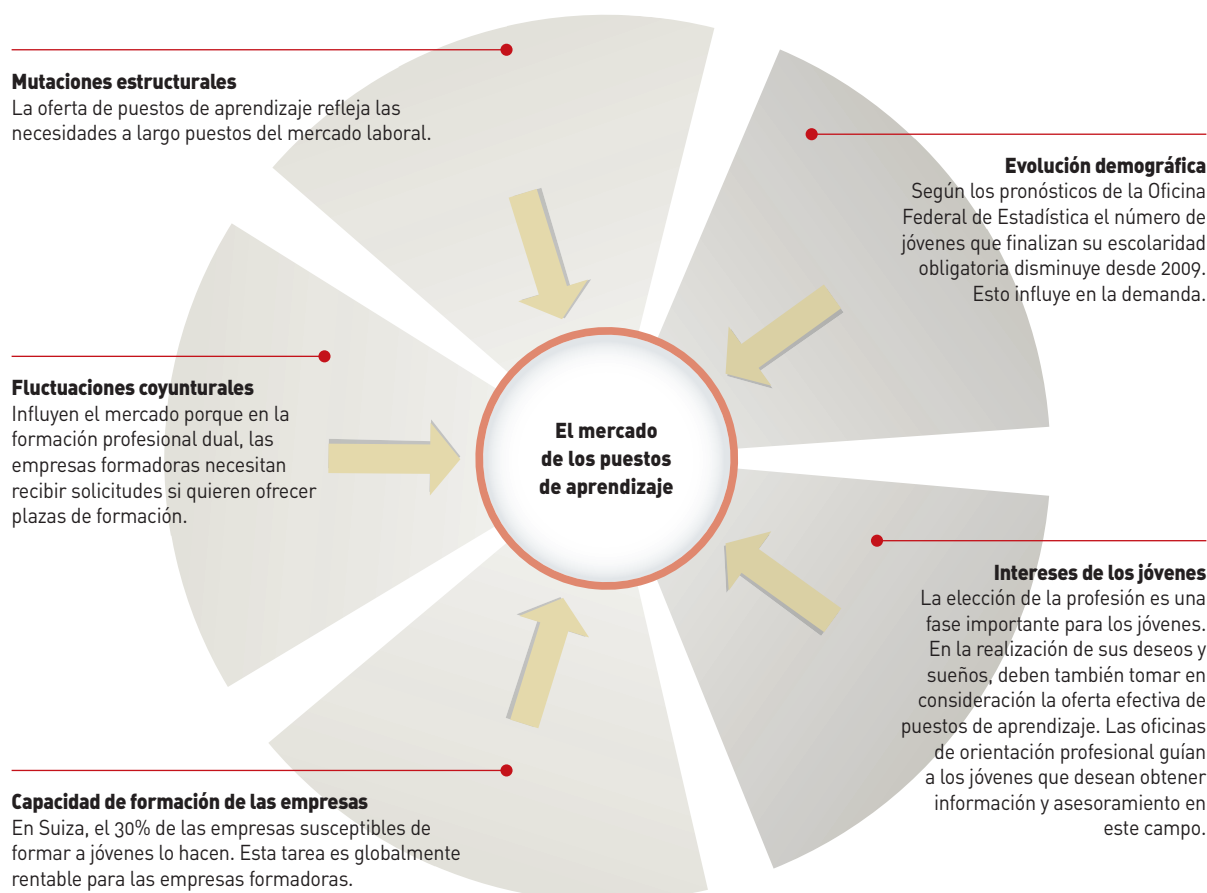 Mutaciones estructurales
La oferta de puestos de aprendizaje refleja las
necesidades a largo puestos del mercado laboral.
Evolución demográfica
Según los pronósticos de la Oficina
Federal de Estadística el número de
jóvenes que finalizan su escolaridad
obligatoria disminuye desde 2009.
Esto influye en la demanda.
Fluctuaciones coyunturales
Influyen el mercado porque en la
formación profesional dual, las
empresas formadoras necesitan
recibir solicitudes si quieren ofrecer
plazas de formación.
El mercado
de los puestos
de aprendizaje
Intereses de los jóvenes
La elección de la profesión es una
fase importante para los jóvenes.
En la realización de sus deseos y
sueños, deben también tomar en
consideración la oferta efectiva de
puestos de aprendizaje. Las oficinas
de orientación profesional guían
a los jóvenes que desean obtener
información y asesoramiento en
este campo.
Capacidad de formación de las empresas
En Suiza, el 30% de las empresas susceptibles de
formar a jóvenes lo hacen. Esta tarea es globalmente
rentable para las empresas formadoras.